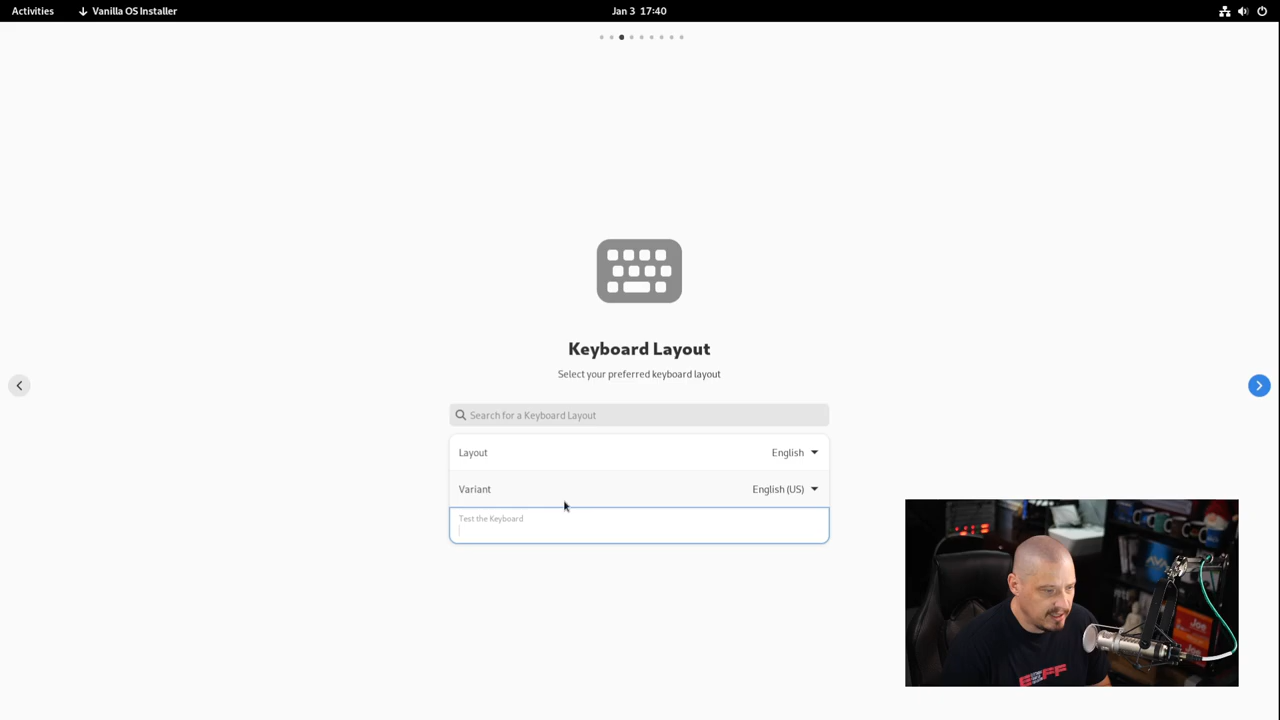 Activities
Vanilla OS Installer
Jan 3 17:40
Keyboard Layout
Select your preferred keyboard layout
Search for a Keyboard Layout
Layout English
Variant English (US)
Test the Keyboard
Joe